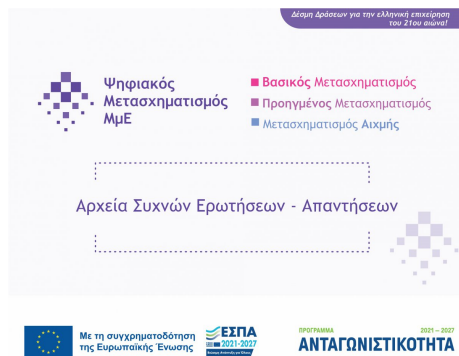 Δέσμη Δράσεων για την ελληνική επιχείρηση
του 21ου αιώνα!
Ψηφιακός
Μετασχηματισμός
ΜμΕ
Βασικός Μετασχηματισμός
Προηγμένος Μετασχηματισμός
Μετασχηματισμός Αιχμής
Αρχεία Συχνών Ερωτήσεων - Απαντήσεων
Με τη συγχρηματοδότηση
της Ευρωπαϊκής Ένωσης
ΕΣΠΑ
2021-2027
ΠΡΟΓΡΑΜΜΑ
2021 – 2027
ΑΝΤΑΓΩΝΙΣΤΙΚΟΤΗΤΑ